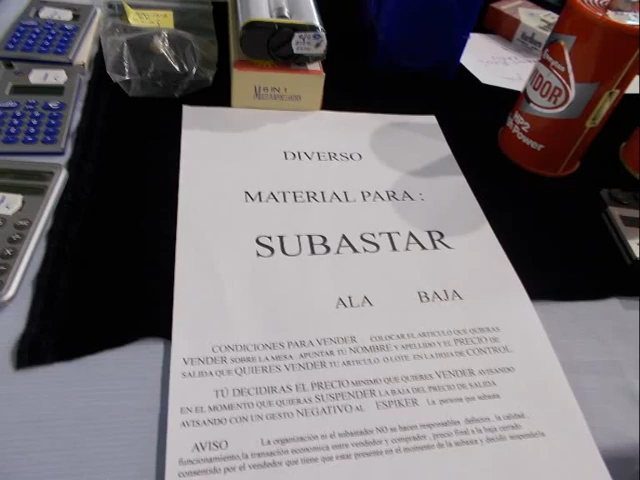 DIVERSO
MATERIAL PARA :
SUBASTAR
ALA BAJA
CONDICIONES PARA VENDER COLOCAR EL ARTICULO QUE QUIERAS
VENDER SOBRE LA MESA APUNTAR TÚ NOMBRE Y APELLIDO Y EL PRECIO DE
SALIDA QUE QUIERES VENDER TU ARTICULO O LOTE EN LA HOJA DE CONTROL
TÚ DECIDIRAS EL PRECIO MINIMO QUE QUIERES VENDER AVISANDO
EN EL MOMENTO QUE QUIERAS SUSPENDER LA BAJA DEL PRECIO DE SALIDA
AVISANDO CON UN GESTO NEGATIVO AL ESPIKER La persona que subasta
AVISO La organización ni el subastador NO se hacen responsables, defectos, la calidad,
funcionamiento, la transacción economica entre vendedor y comprador, precio final a la baja cerrado
consentido por el vendedor que tiene que estar presente en el momento de la subasta y decidir
6 IN 1
HP2
Power